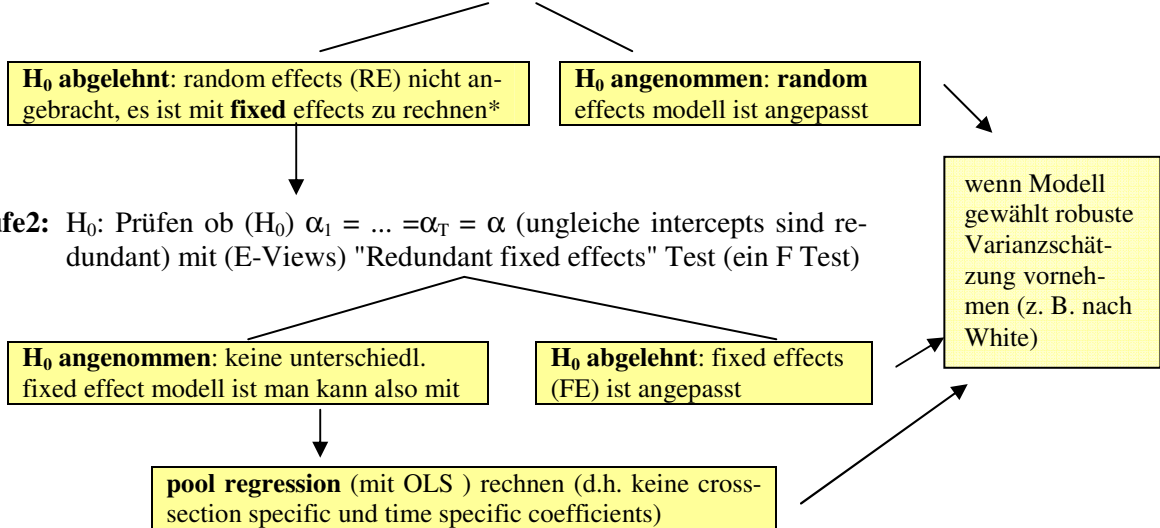 H₀ abgelehnt: random effects (RE) nicht an-
gebracht, es ist mit fixed effects zu rechnen*
H₀ angenommen: random
effects modell ist angepasst
wenn Modell
gewählt robuste
Varianzschät-
zung vorneh-
men (z. B. nach
White)
ufe2: H₀: Prüfen ob (H₀) α₁ = ... =α_T = α (ungleiche intercepts sind re-
dundant) mit (E-Views) "Redundant fixed effects" Test (ein F Test)
H₀ angenommen: keine unterschiedl.
fixed effect modell ist man kann also mit
H₀ abgelehnt: fixed effects
(FE) ist angepasst
pool regression (mit OLS ) rechnen (d.h. keine cross-
section specific und time specific coefficients)